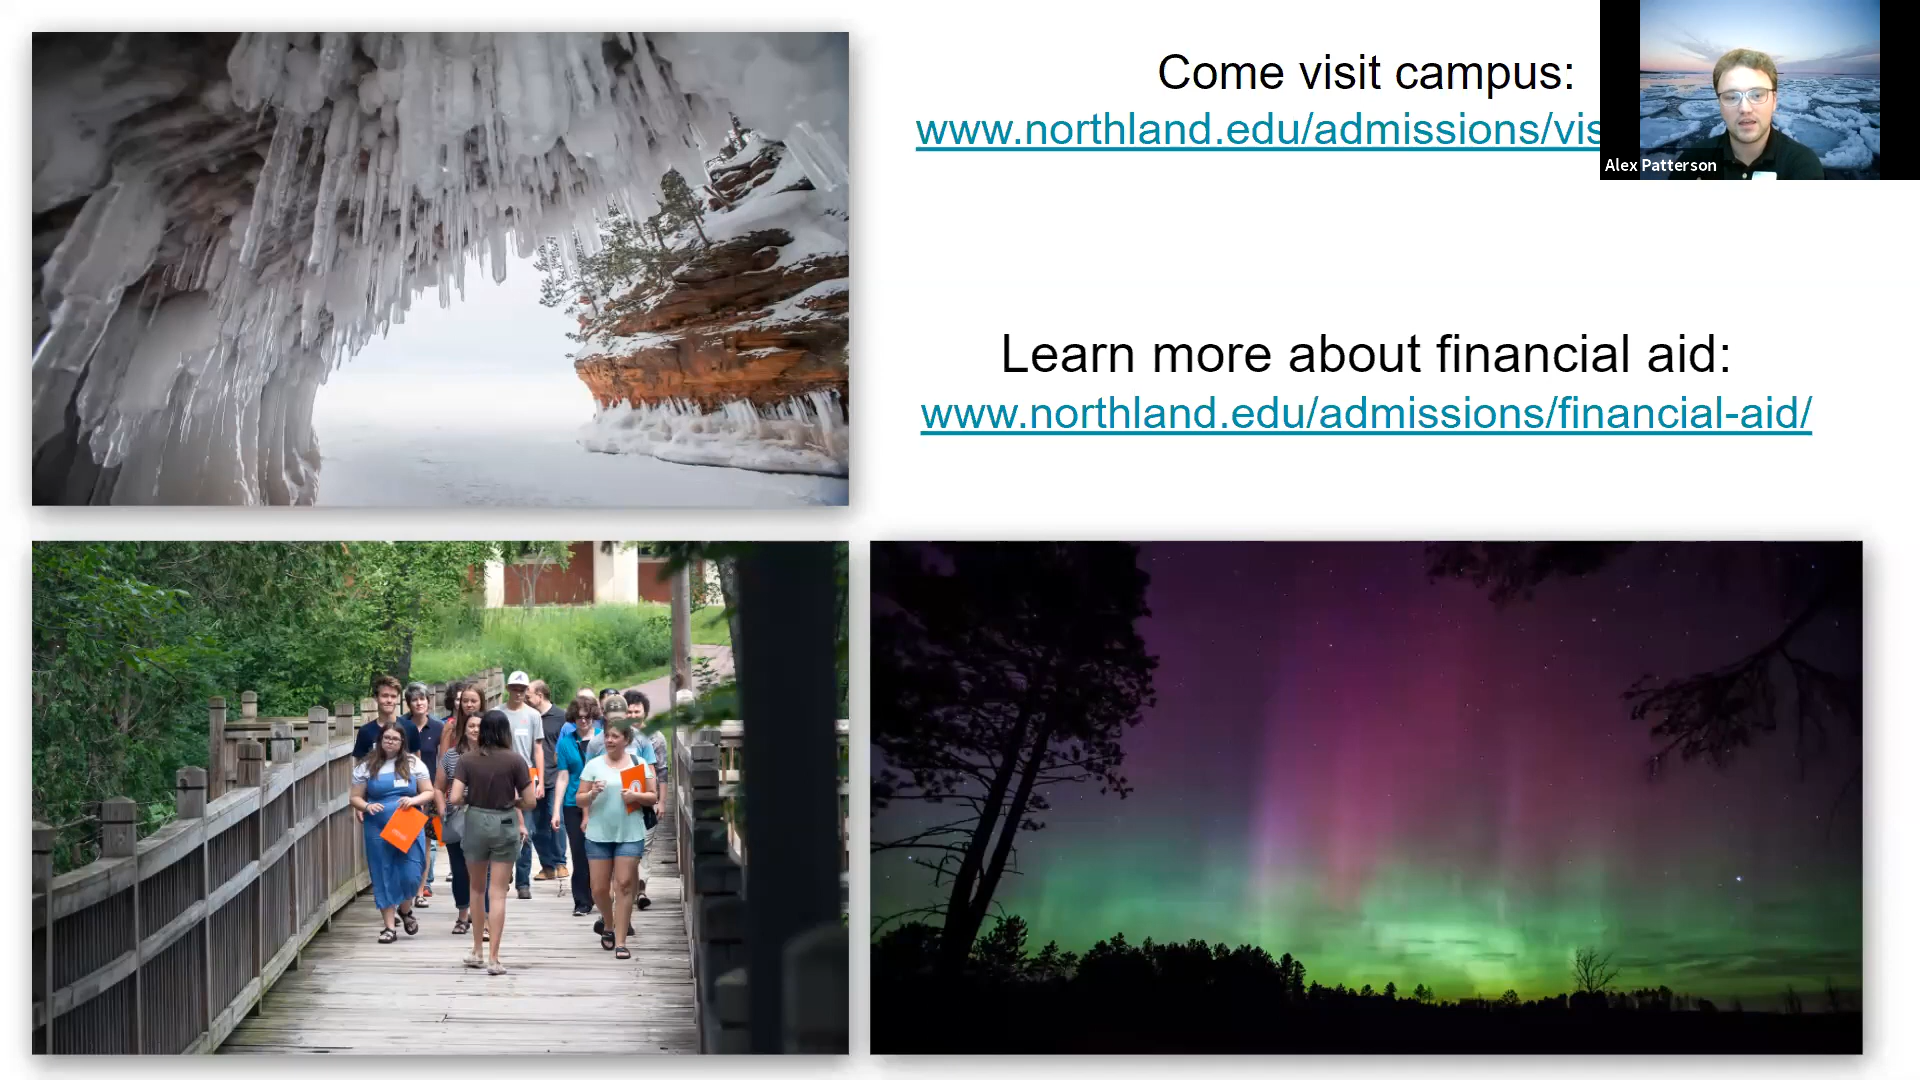 Come visit campus:
www.northland.edu/admissions/vis
Alex Patterson
Learn more about financial aid:
www.northland.edu/admissions/financial-aid/